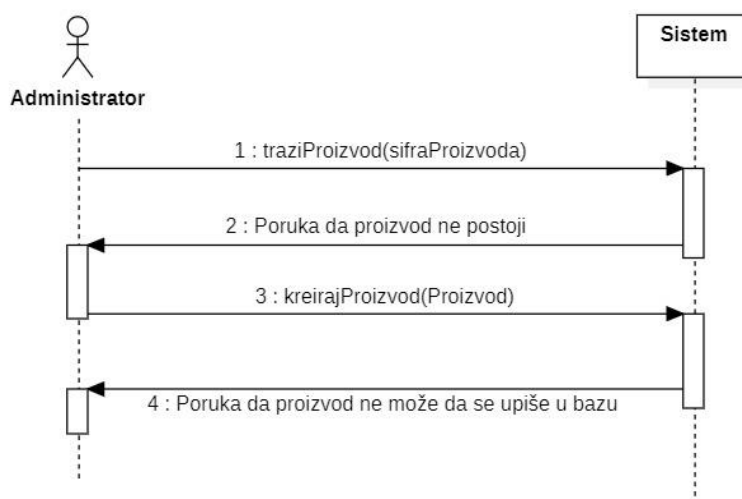 Sistem
Administrator
1 : traziProizvod(sifraProizvoda)
2 : Poruka da proizvod ne postoji
3 : kreirajProizvod(Proizvod)
4 : Poruka da proizvod ne može da se upiše u bazu